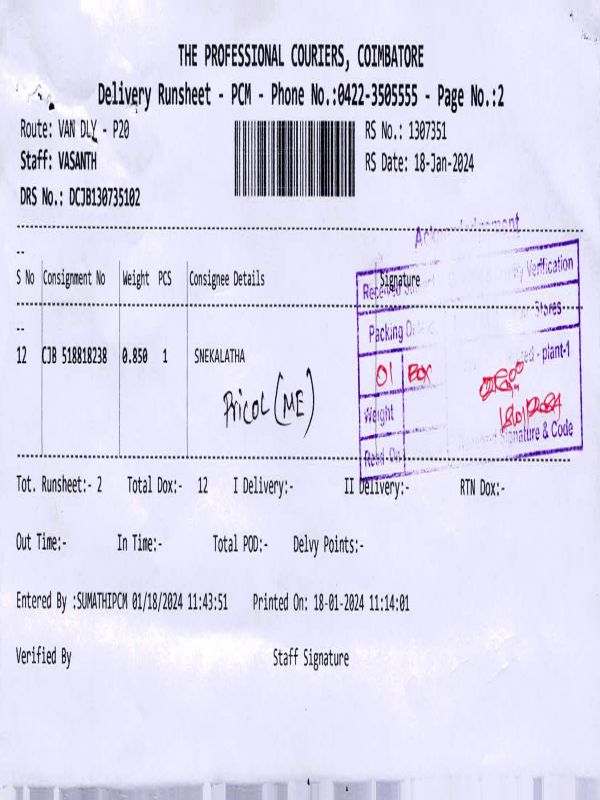 THE PROFESSIONAL COURIERS, COIMBATORE
Delivery Runsheet - PCM - Phone No.:0422-3505555 - Page No.:2
Route: VAN DLY - P20
RS No.: 1307351
Staff: VASANTH
RS Date: 18-Jan-2024
DRS No.: DCJB130735102
--
S No Consignment No Weight PCS Consignee Details Signature
--
12 CJB 518818238 0.850 1 SNEKALATHA
Pricol (ME)
Verification
Packing
Stores
plant-1
01 BOX
Weight
Signature & Code
Tot. Runsheet:- 2 Total Dox:- 12 I Delivery:- II Delivery:- RTN Dox:-
Out Time:- In Time:- Total POD:- Delvy Points:-
Entered By :SUMATHIPCM 01/18/2024 11:43:51 Printed On: 18-01-2024 11:14:01
Verified By Staff Signature